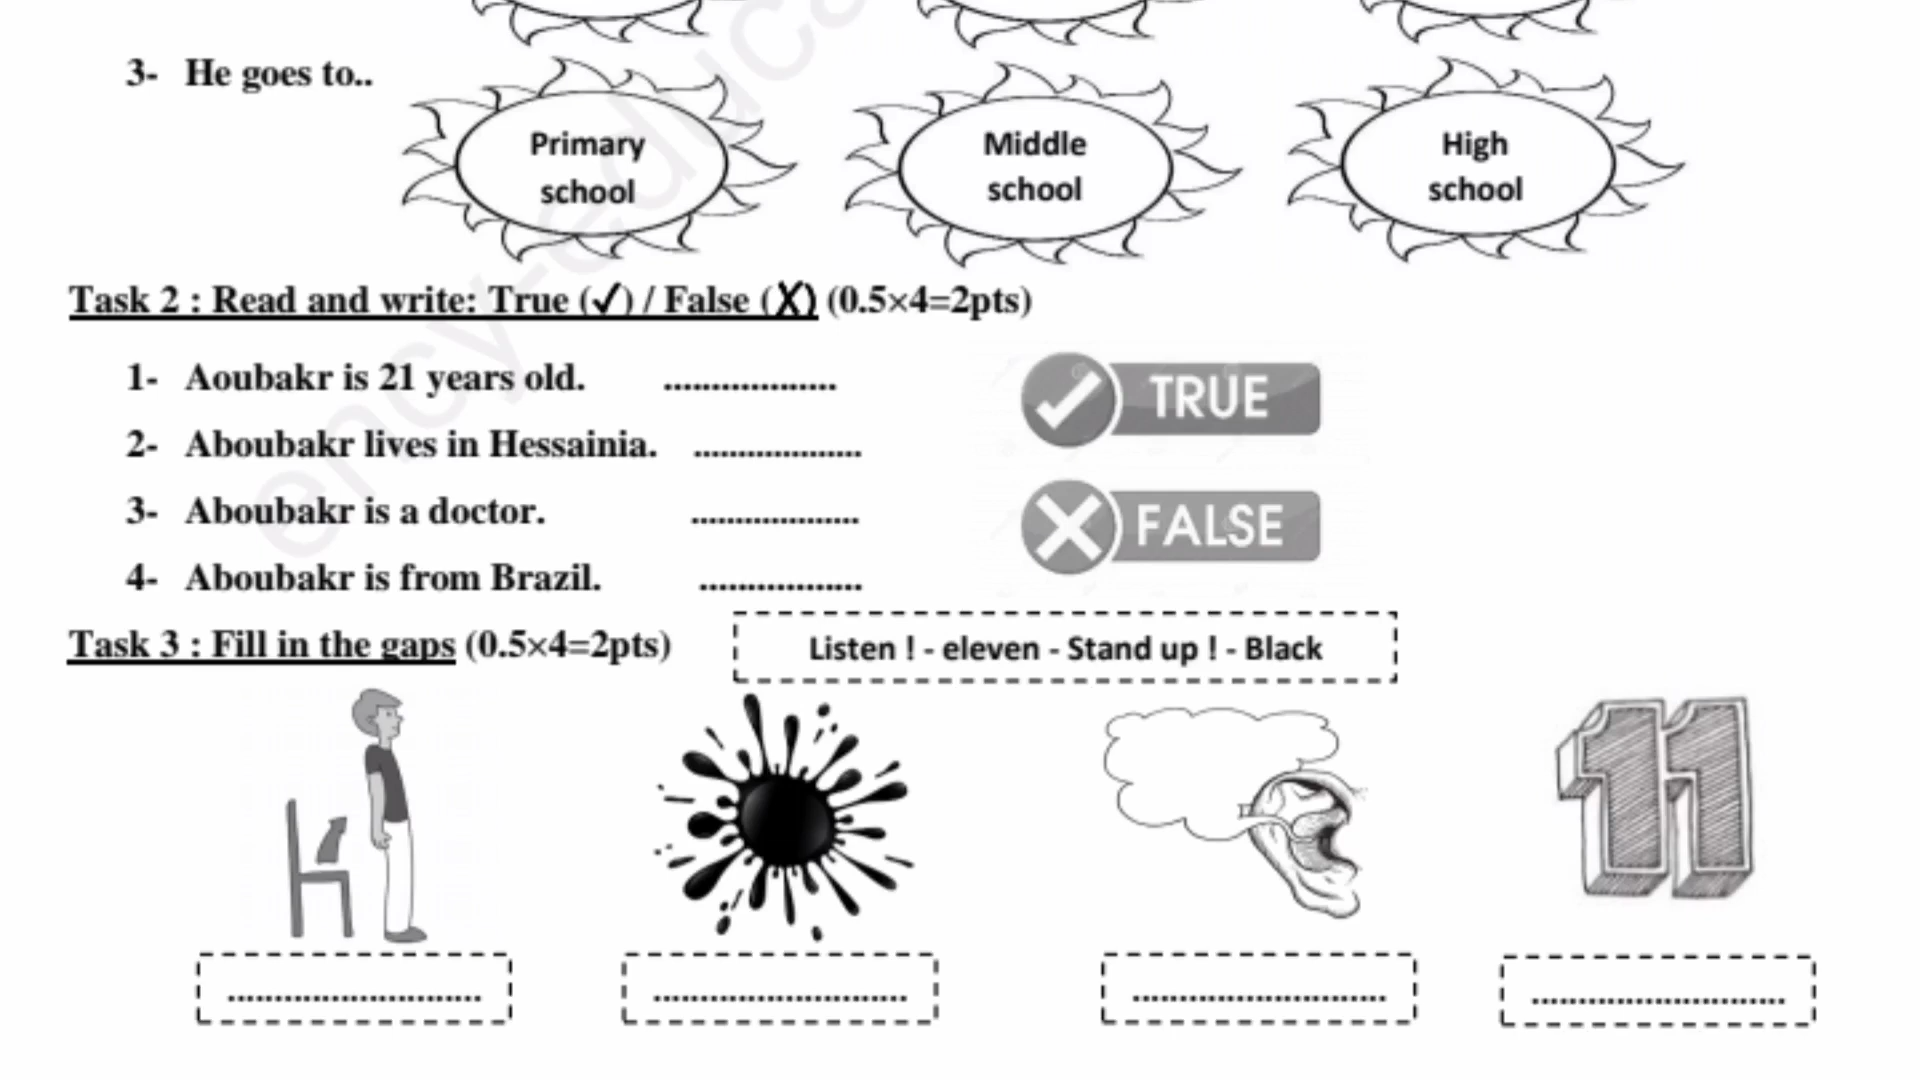 3- He goes to..
Primary school
Middle school
High school
Task 2 : Read and write: True (✓) / False (X) (0.5×4=2pts)
1- Aoubakr is 21 years old. ..................
2- Aboubakr lives in Hessainia. ..................
3- Aboubakr is a doctor. ..................
4- Aboubakr is from Brazil. ..................
TRUE
FALSE
Task 3 : Fill in the gaps (0.5×4=2pts)
Listen ! - eleven - Stand up ! - Black
11
ency-educa